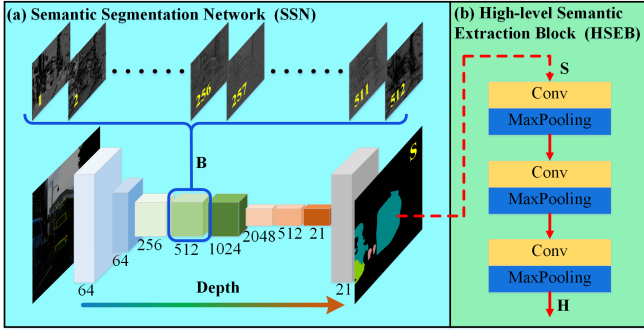 (a) Semantic Segmentation Network (SSN)
(b) High-level Semantic
Extraction Block (HSEB)
1
2
256
257
511
512
B
S
64
64
256
512
1024
2048
512
21
21
Depth
S
Conv
MaxPooling
Conv
MaxPooling
Conv
MaxPooling
H